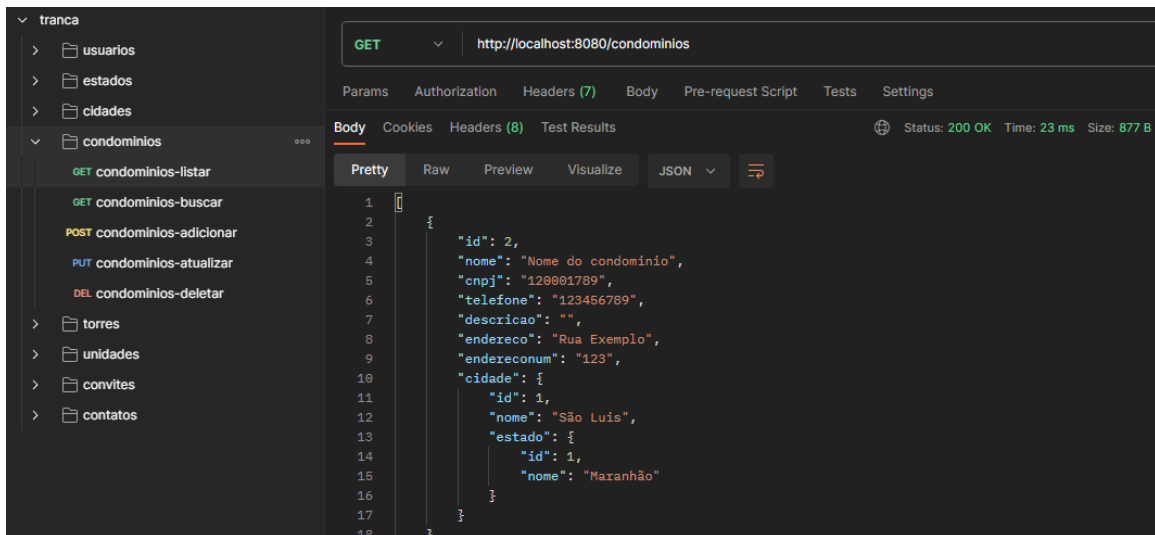 tranca
usuarios
estados
cidades
condominios
GET condominios-listar
GET condominios-buscar
POST condominios-adicionar
PUT condominios-atualizar
DEL condominios-deletar
torres
unidades
convites
contatos
GET http://localhost:8080/condominios
Params Authorization Headers (7) Body Pre-request Script Tests Settings
Body Cookies Headers (8) Test Results Status: 200 OK Time: 23 ms Size: 877 B
Pretty Raw Preview Visualize JSON
1 [
2 {
3 "id": 2,
4 "nome": "Nome do condominio",
5 "cnpj": "120001789",
6 "telefone": "123456789",
7 "descricao": "",
8 "endereco": "Rua Exemplo",
9 "endereconum": "123",
10 "cidade": {
11 "id": 1,
12 "nome": "São Luis",
13 "estado": {
14 "id": 1,
15 "nome": "Maranhão"
16 }
17 }
18 }